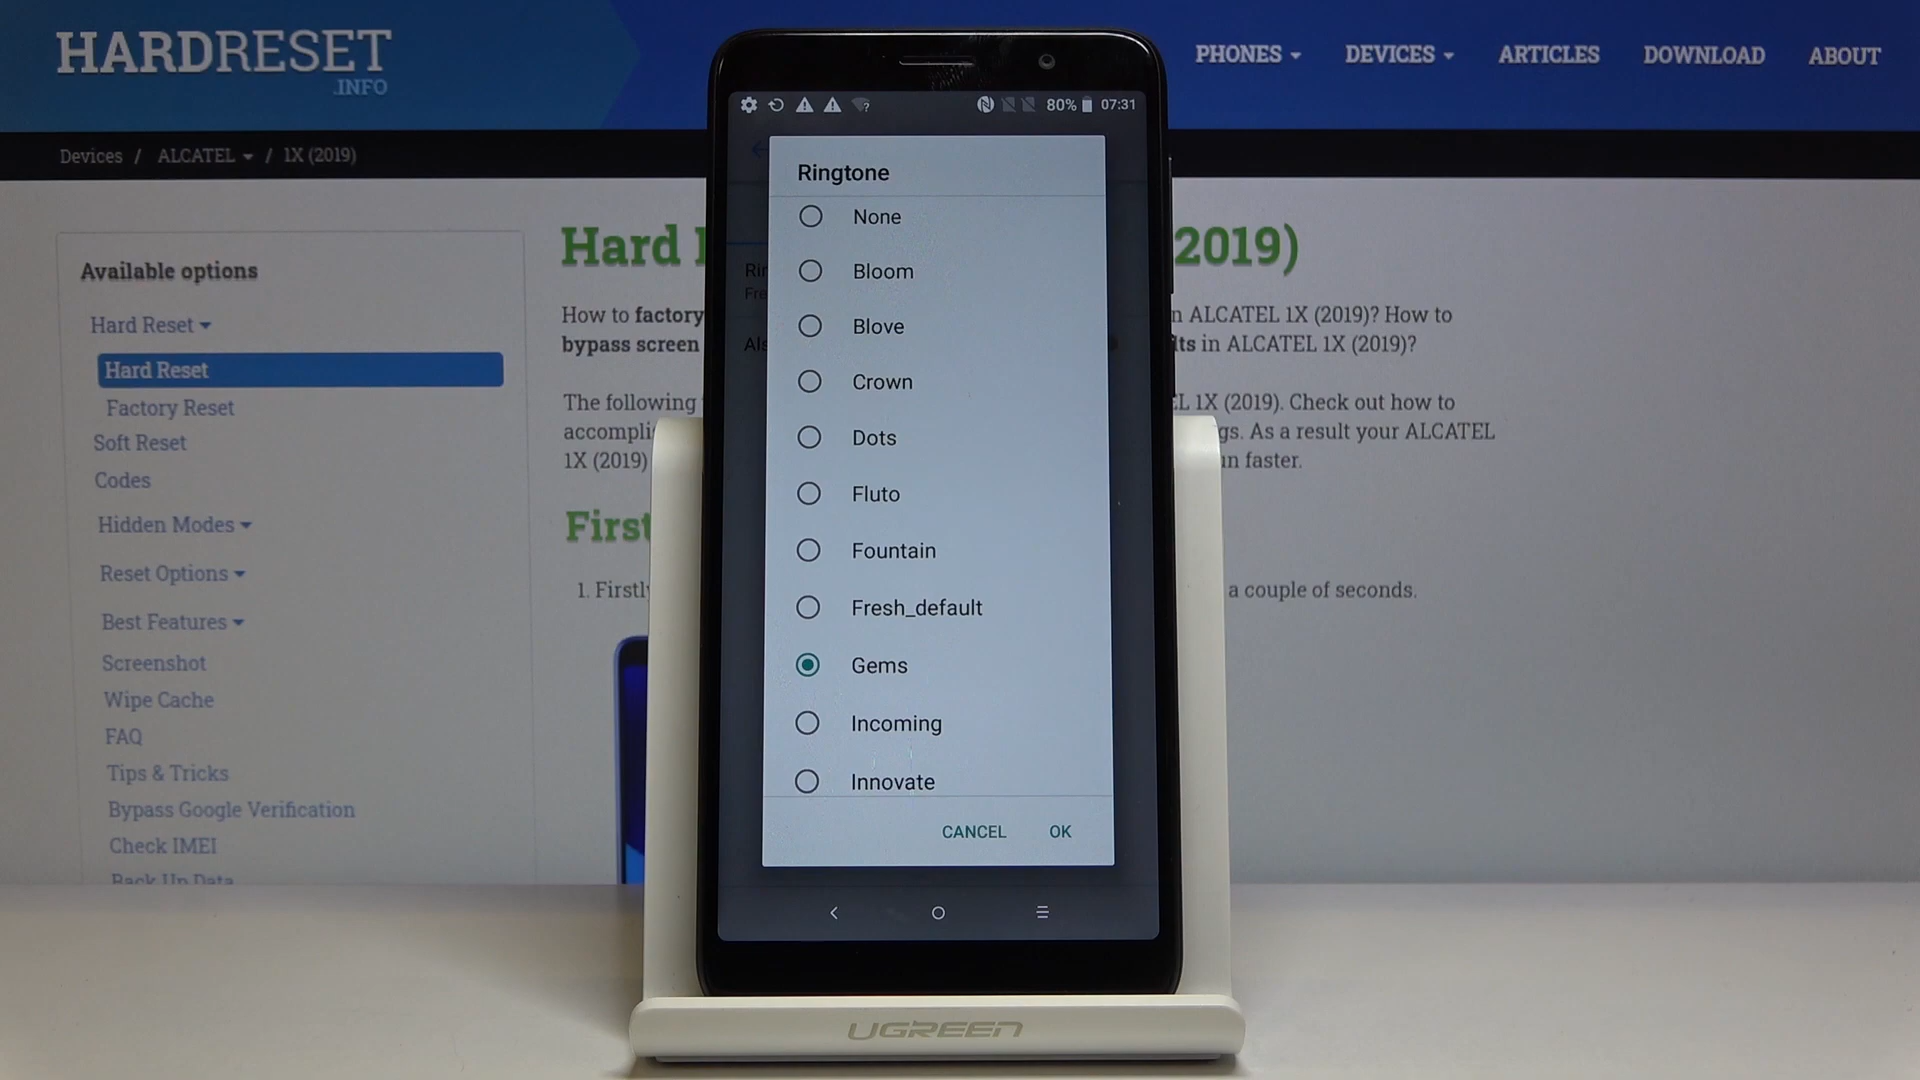 HARDRESET
.INFO
PHONES
DEVICES
ARTICLES
DOWNLOAD
ABOUT
Devices / ALCATEL / 1X (2019)
Available options
Hard Reset
Hard Reset
Factory Reset
Soft Reset
Codes
Hidden Modes
Reset Options
Best Features
Screenshot
Wipe Cache
FAQ
Tips & Tricks
Bypass Google Verification
Check IMEI
Back Up Data
Hard 2019)
How to factory n ALCATEL 1X (2019)? How to
bypass screen lts in ALCATEL 1X (2019)?
The following EL 1X (2019). Check out how to
accompli gs. As a result your ALCATEL
1X (2019) un faster.
First
1. Firstly a couple of seconds.
80% 07:31
Ringtone
None
Bloom
Blove
Crown
Dots
Fluto
Fountain
Fresh_default
Gems
Incoming
Innovate
CANCEL OK
Rin
Fre
Als
UGREEN